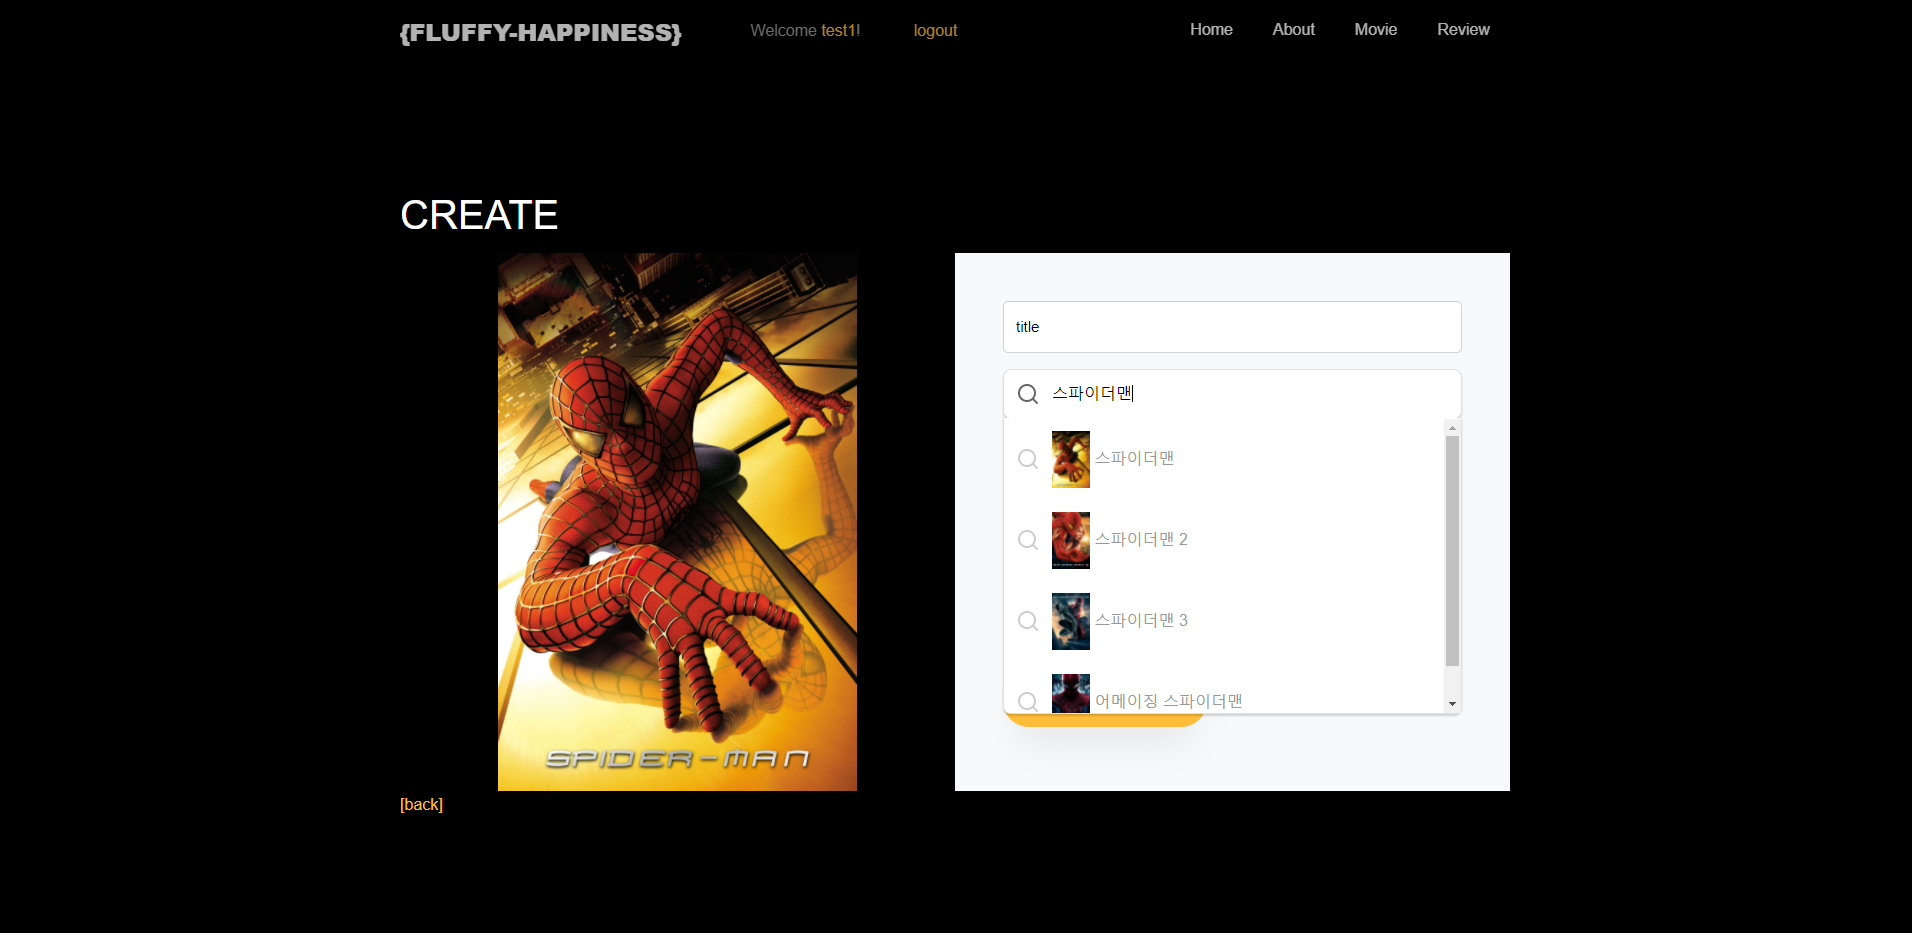 {FLUFFY-HAPPINESS}
Welcome test1!
logout
Home
About
Movie
Review
CREATE
SPIDER-MAN
title
스파이더맨
스파이더맨
스파이더맨 2
스파이더맨 3
어메이징 스파이더맨
[back]